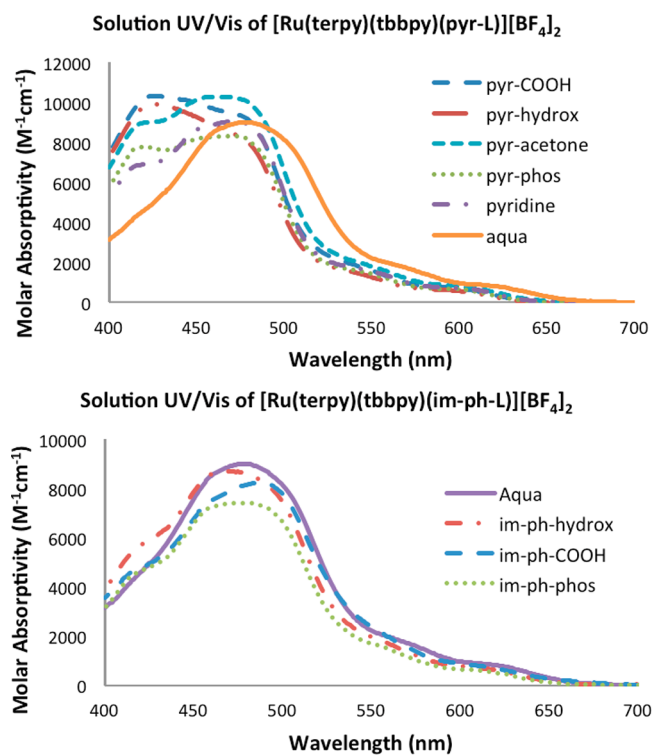 Solution UV/Vis of [Ru(terpy)(tbbpy)(pyr-L)][BF₄]₂
Molar Absorptivity (M⁻¹cm⁻¹)
12000
10000
8000
6000
4000
2000
0
pyr-COOH
pyr-hydrox
pyr-acetone
pyr-phos
pyridine
aqua
400 450 500 550 600 650 700
Wavelength (nm)
Solution UV/Vis of [Ru(terpy)(tbbpy)(im-ph-L)][BF₄]₂
Molar Absorptivity (M⁻¹cm⁻¹)
10000
8000
6000
4000
2000
0
Aqua
im-ph-hydrox
im-ph-COOH
im-ph-phos
400 450 500 550 600 650 700
Wavelength (nm)